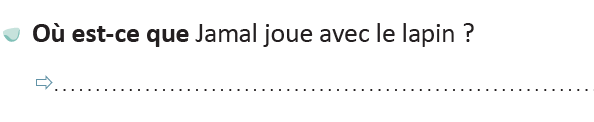 Où est-ce que Jamal joue avec le lapin ?
⇨..................................................................